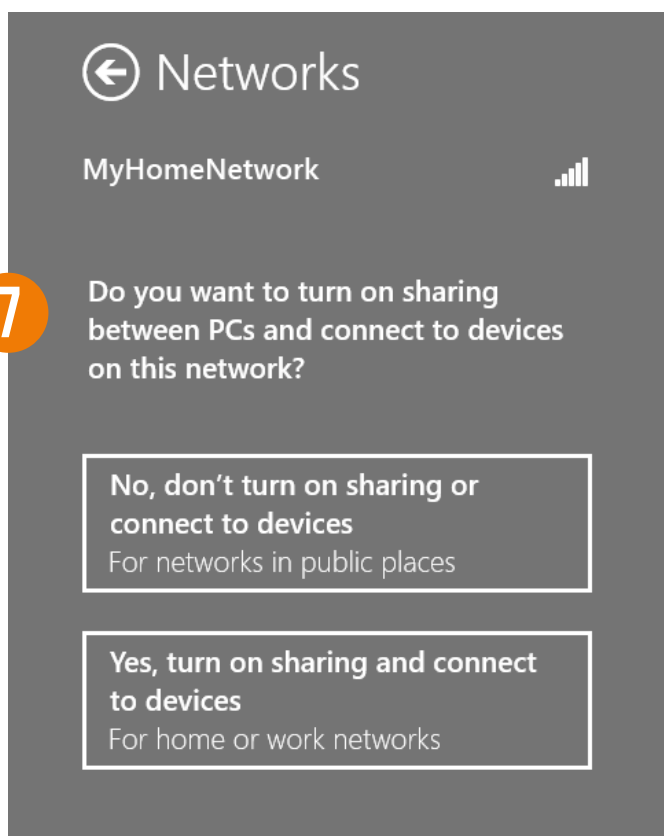 Networks
MyHomeNetwork
7
Do you want to turn on sharing
between PCs and connect to devices
on this network?
No, don't turn on sharing or
connect to devices
For networks in public places
Yes, turn on sharing and connect
to devices
For home or work networks